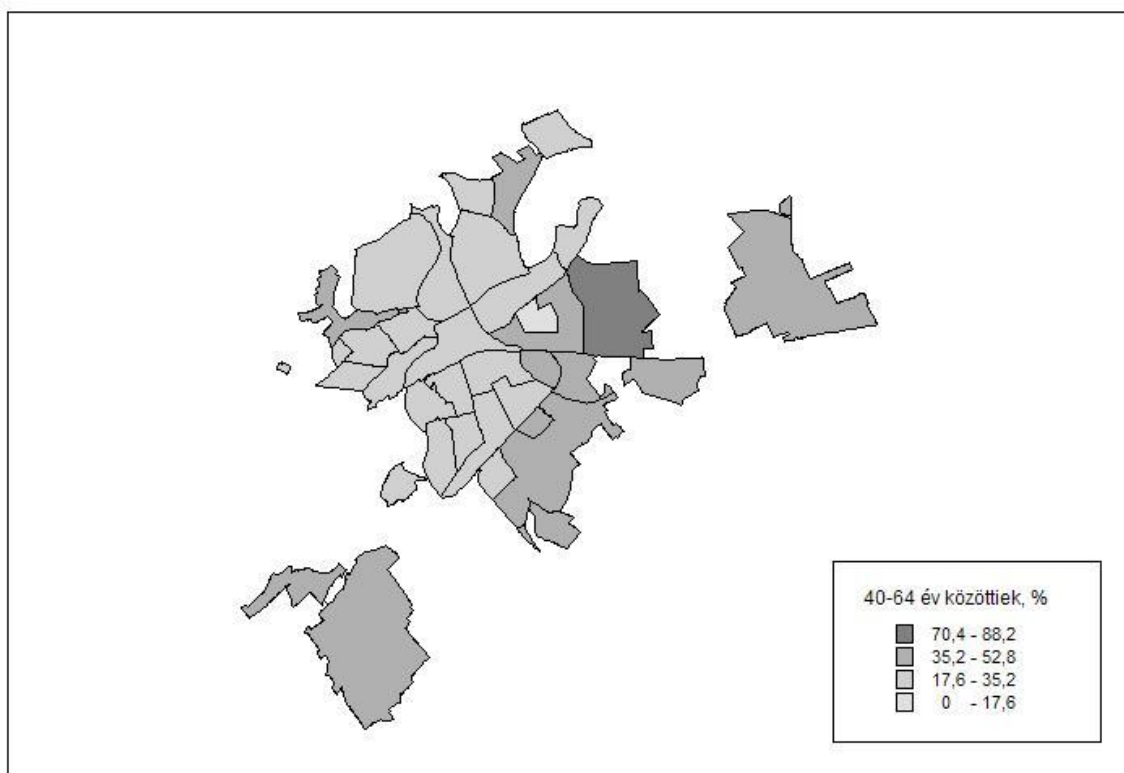 40-64 év közöttiek, %
70,4 - 88,2
35,2 - 52,8
17,6 - 35,2
0 - 17,6